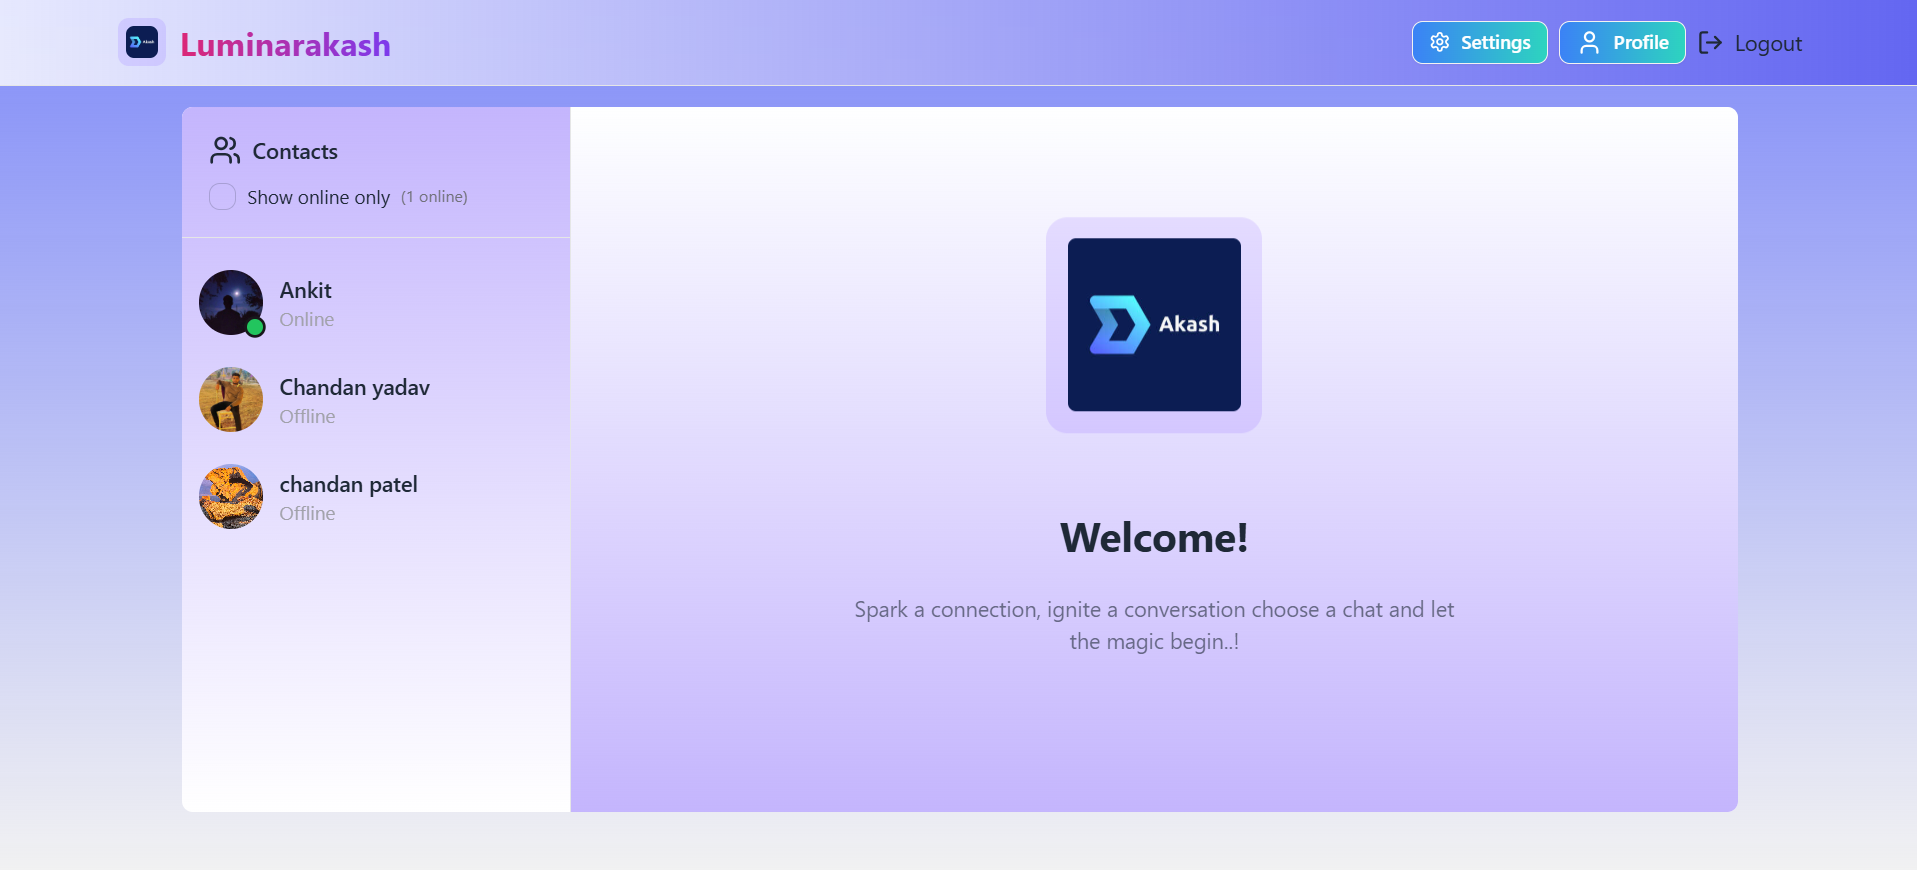 Luminarakash
Settings
Profile
Logout
Contacts
Show online only (1 online)
Ankit
Online
Chandan yadav
Offline
chandan patel
Offline
Akash
Welcome!
Spark a connection, ignite a conversation choose a chat and let
the magic begin..!